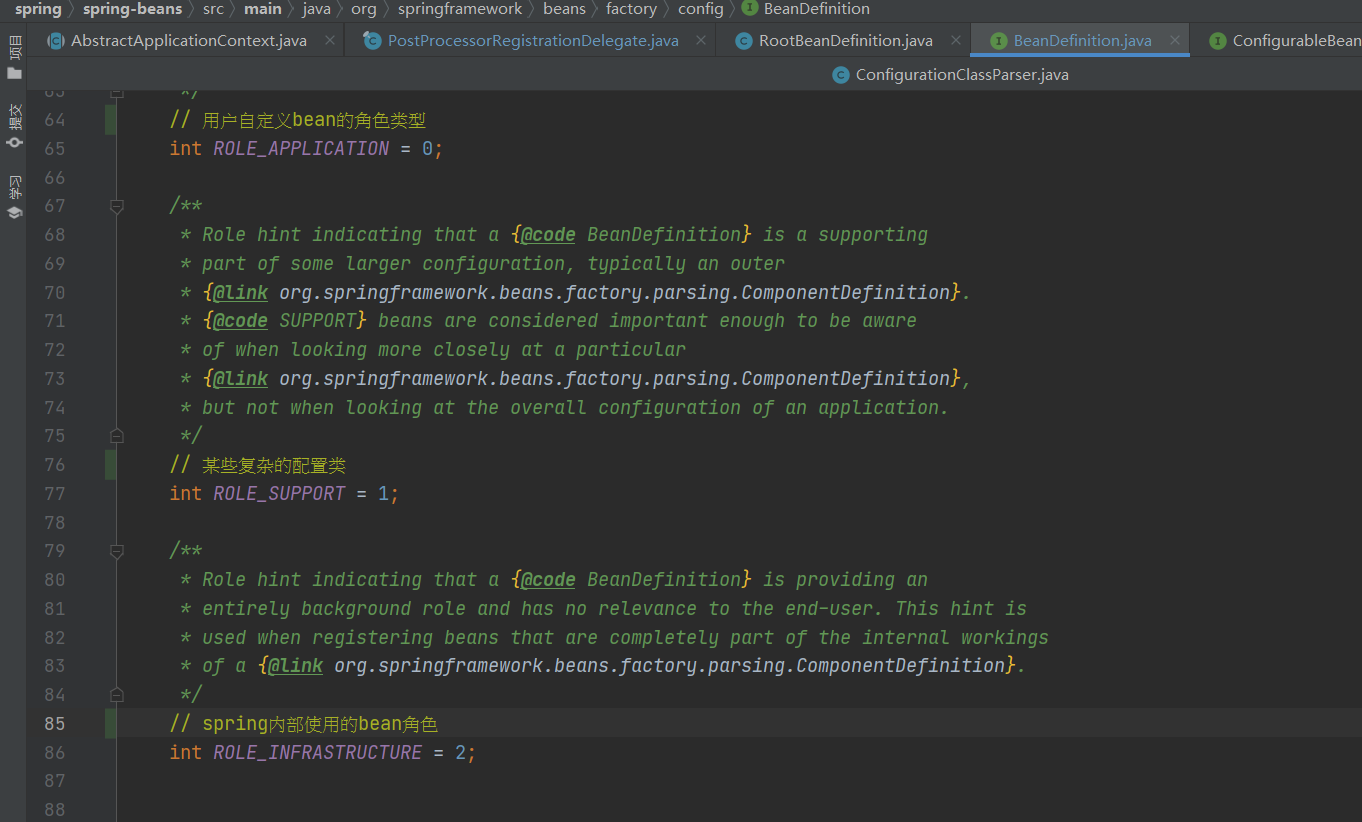 spring spring-beans src main java org springframework beans factory config BeanDefinition
AbstractApplicationContext.java PostProcessorRegistrationDelegate.java RootBeanDefinition.java BeanDefinition.java ConfigurableBean
ConfigurationClassParser.java
项目
提交
学习
63 */
64 // 用户自定义bean的角色类型
65 int ROLE_APPLICATION = 0;
66
67 /**
68 * Role hint indicating that a {@code BeanDefinition} is a supporting
69 * part of some larger configuration, typically an outer
70 * {@link org.springframework.beans.factory.parsing.ComponentDefinition}.
71 * {@code SUPPORT} beans are considered important enough to be aware
72 * of when looking more closely at a particular
73 * {@link org.springframework.beans.factory.parsing.ComponentDefinition},
74 * but not when looking at the overall configuration of an application.
75 */
76 // 某些复杂的配置类
77 int ROLE_SUPPORT = 1;
78
79 /**
80 * Role hint indicating that a {@code BeanDefinition} is providing an
81 * entirely background role and has no relevance to the end-user. This hint is
82 * used when registering beans that are completely part of the internal workings
83 * of a {@link org.springframework.beans.factory.parsing.ComponentDefinition}.
84 */
85 // spring内部使用的bean角色
86 int ROLE_INFRASTRUCTURE = 2;
87
88